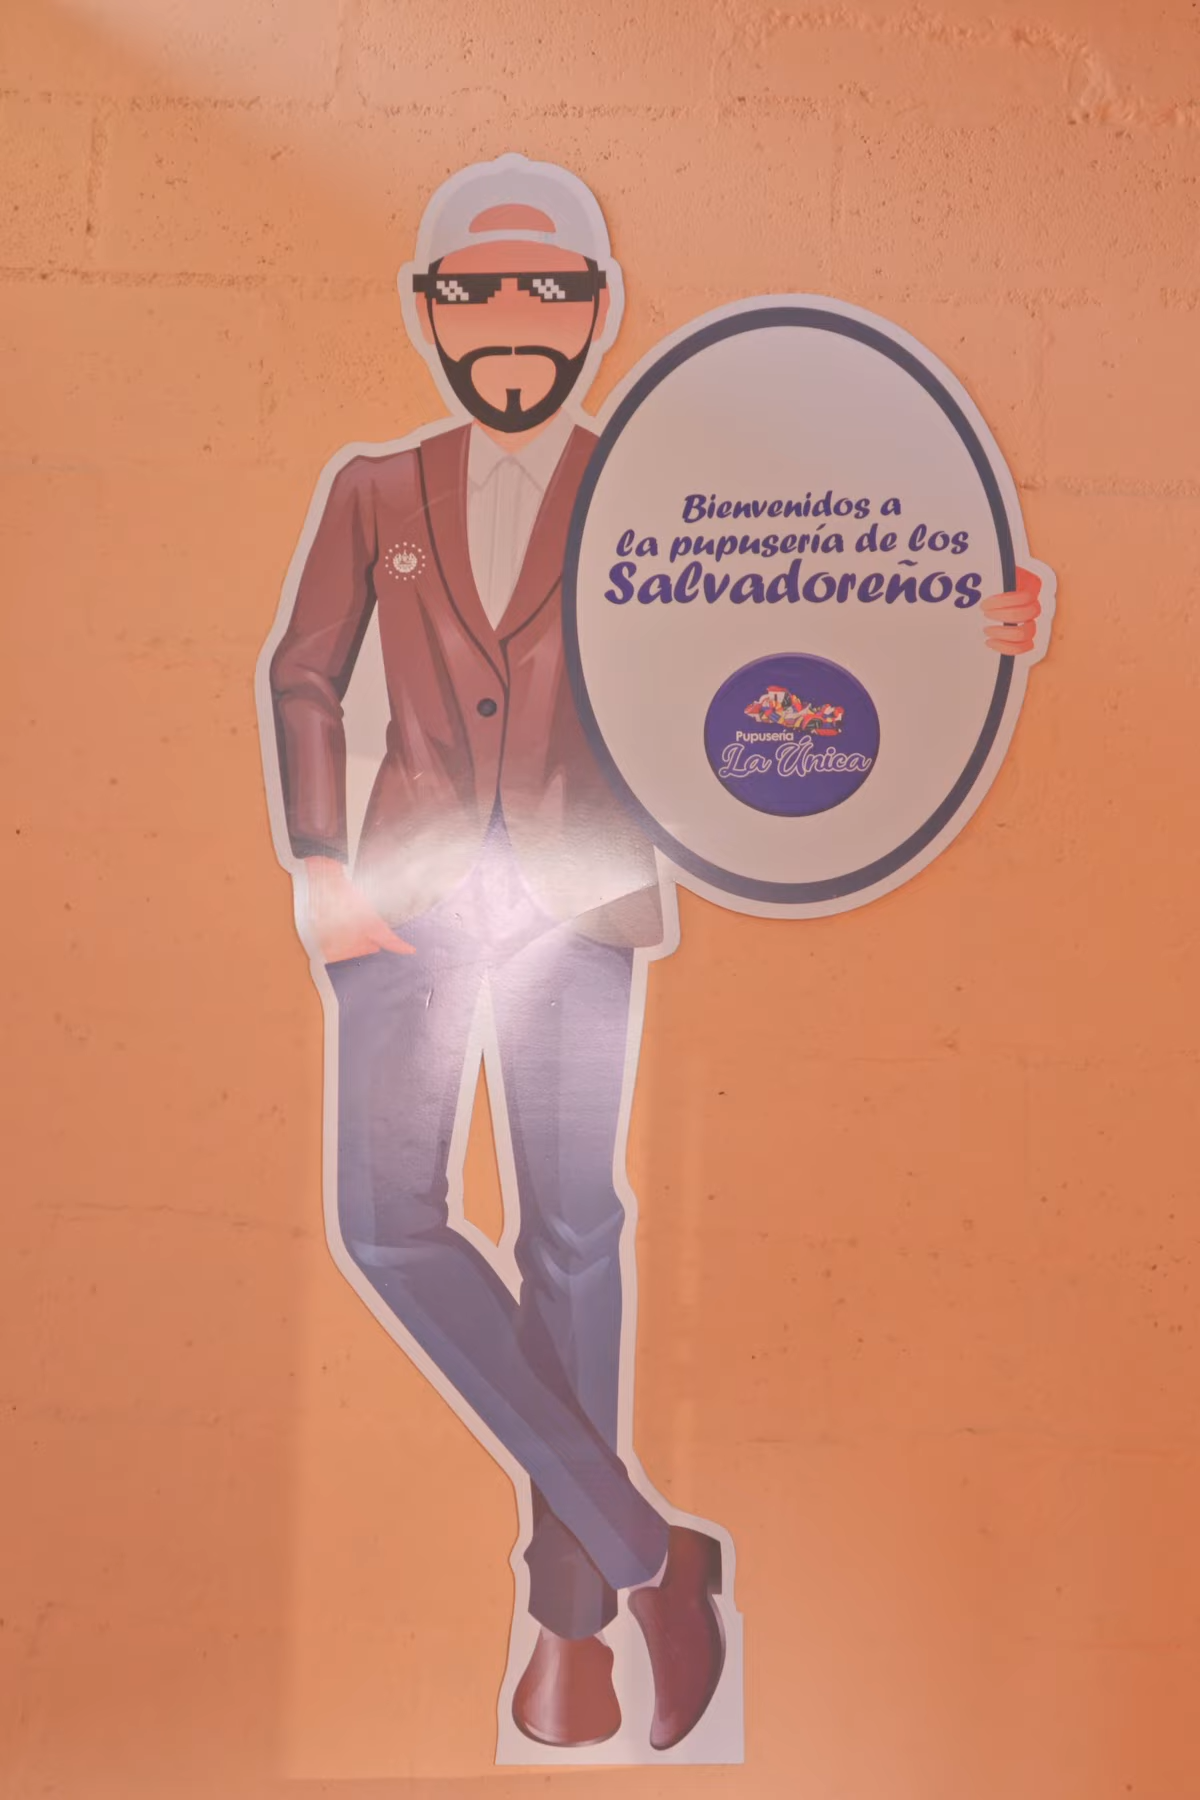 Bienvenidos a
la pupusería de los
Salvadoreños
Pupusería
La Única